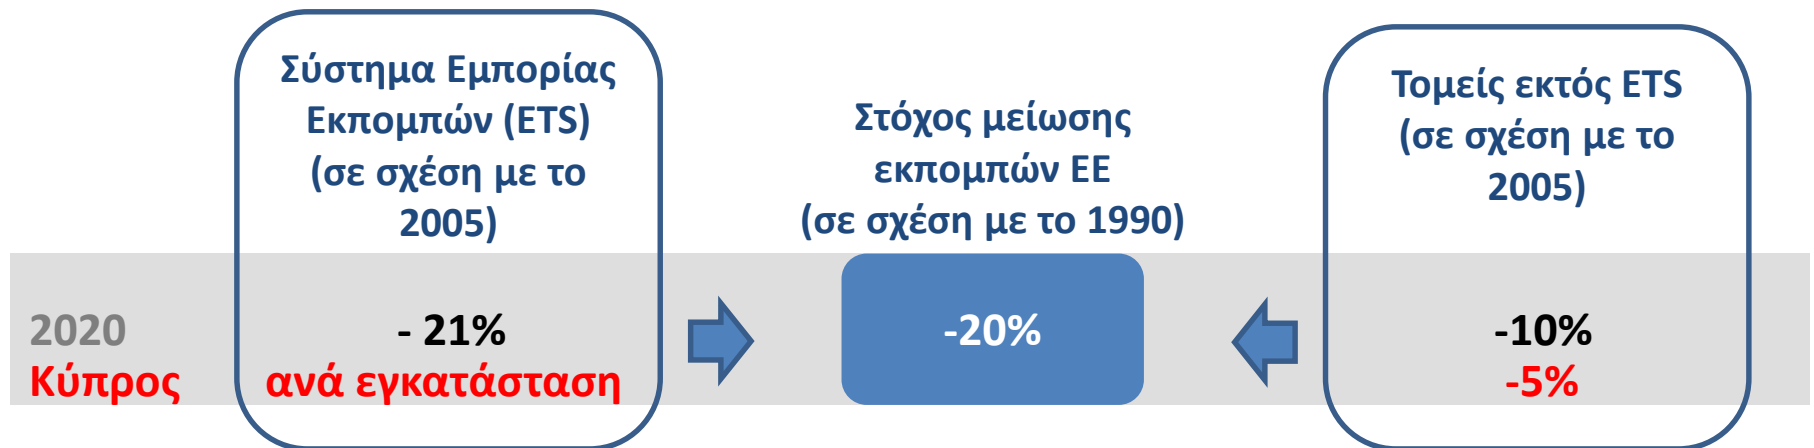 Σύστημα Εμπορίας
Εκπομπών (ETS)
(σε σχέση με το
2005)
Στόχος μείωσης
εκπομπών ΕΕ
(σε σχέση με το 1990)
Τομείς εκτός ETS
(σε σχέση με το
2005)
2020
- 21%
-20%
-10%
Κύπρος
ανά εγκατάσταση
-5%